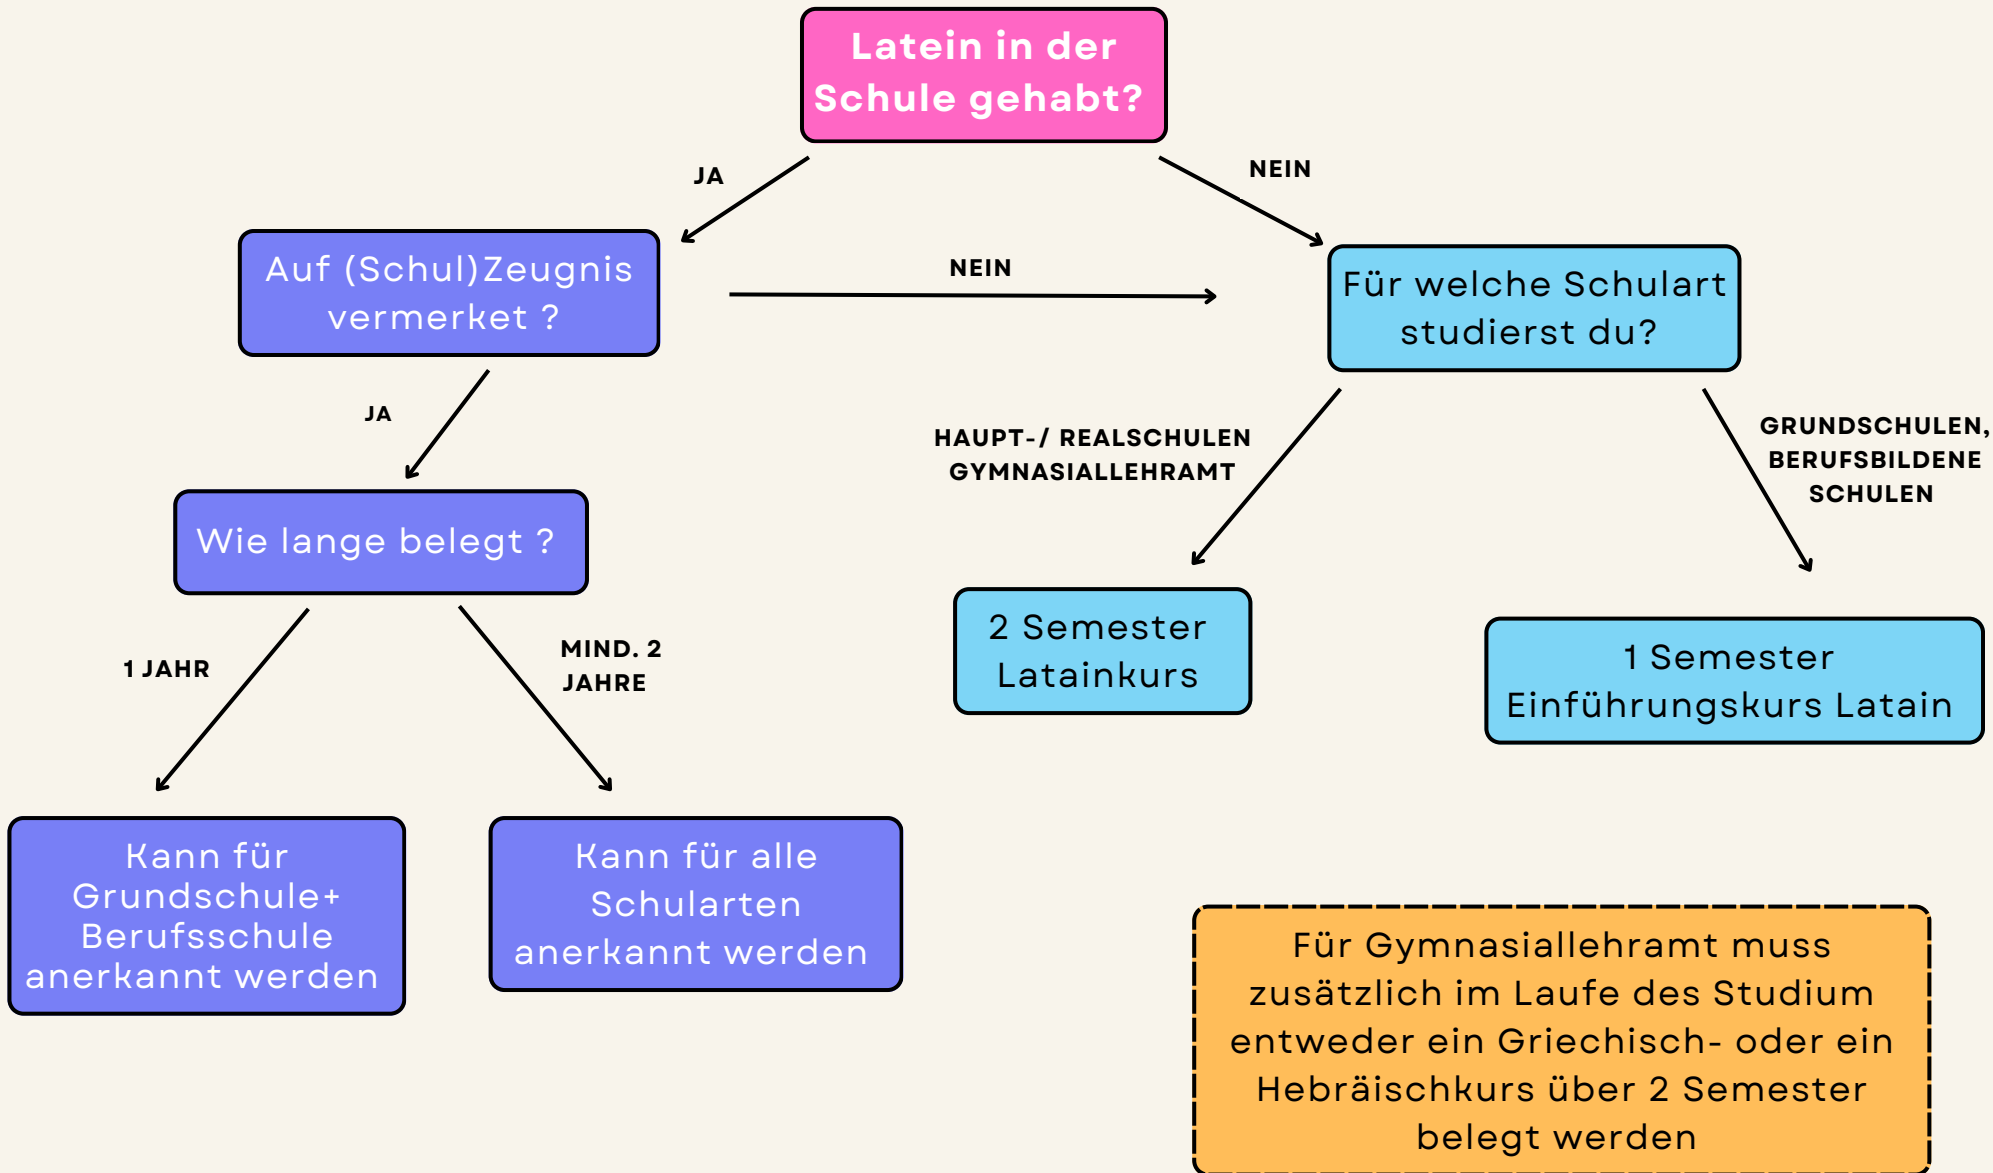 Latein in der
Schule gehabt?
JA
NEIN
Auf (Schul)Zeugnis
vermerket ?
NEIN
Für welche Schulart
studierst du?
JA
HAUPT-/ REALSCHULEN
GYMNASIALLEHRAMT
GRUNDSCHULEN,
BERUFSBILDENE
SCHULEN
Wie lange belegt ?
2 Semester
Latainkurs
1 Semester
Einführungskurs Latain
1 JAHR
MIND. 2
JAHRE
Kann für
Grundschule+
Berufsschule
anerkannt werden
Kann für alle
Schularten
anerkannt werden
Für Gymnasiallehramt muss
zusätzlich im Laufe des Studium
entweder ein Griechisch- oder ein
Hebräischkurs über 2 Semester
belegt werden